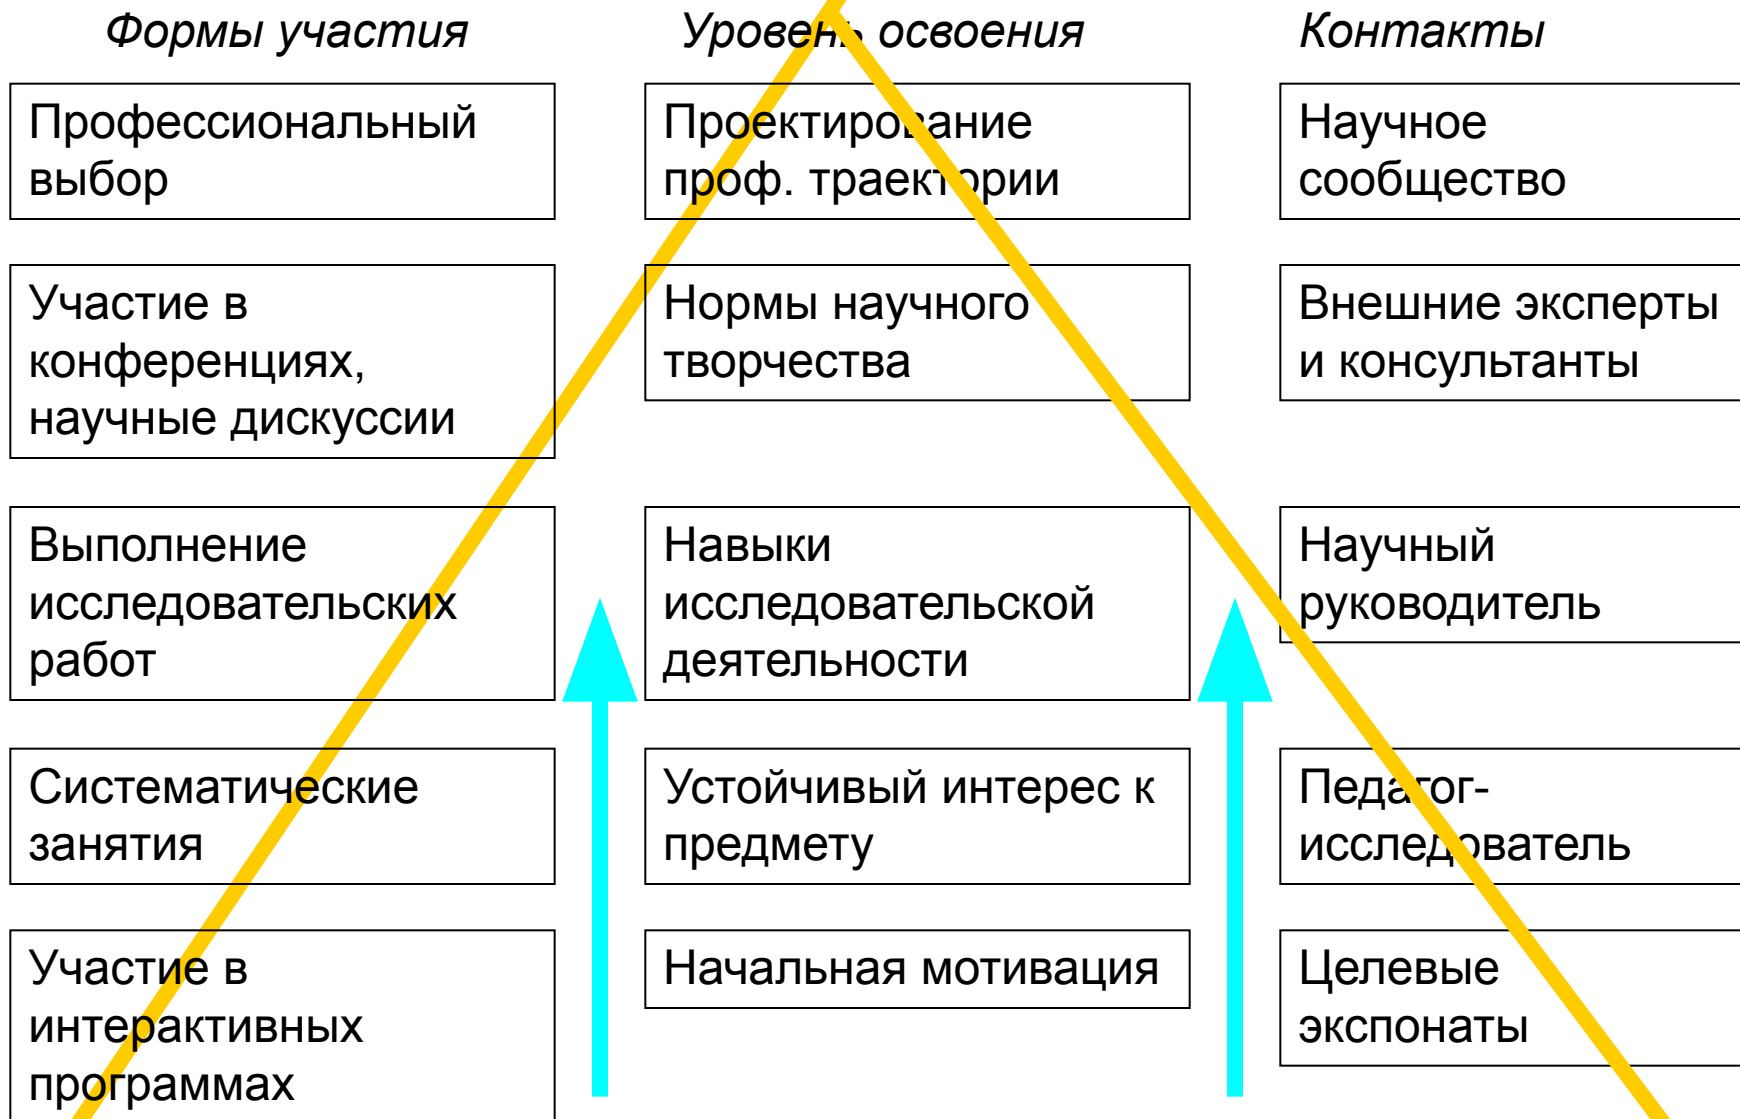 Формы участия
Уровень освоения
Контакты
Профессиональный
выбор
Проектирование
проф. траектории
Научное
сообщество
Участие в
конференциях,
научные дискуссии
Нормы научного
творчества
Внешние эксперты
и консультанты
Выполнение
исследовательских
работ
Навыки
исследовательской
деятельности
Научный
руководитель
Систематические
занятия
Устойчивый интерес к
предмету
Педагог-
исследователь
Участие в
интерактивных
программах
Начальная мотивация
Целевые
экспонаты